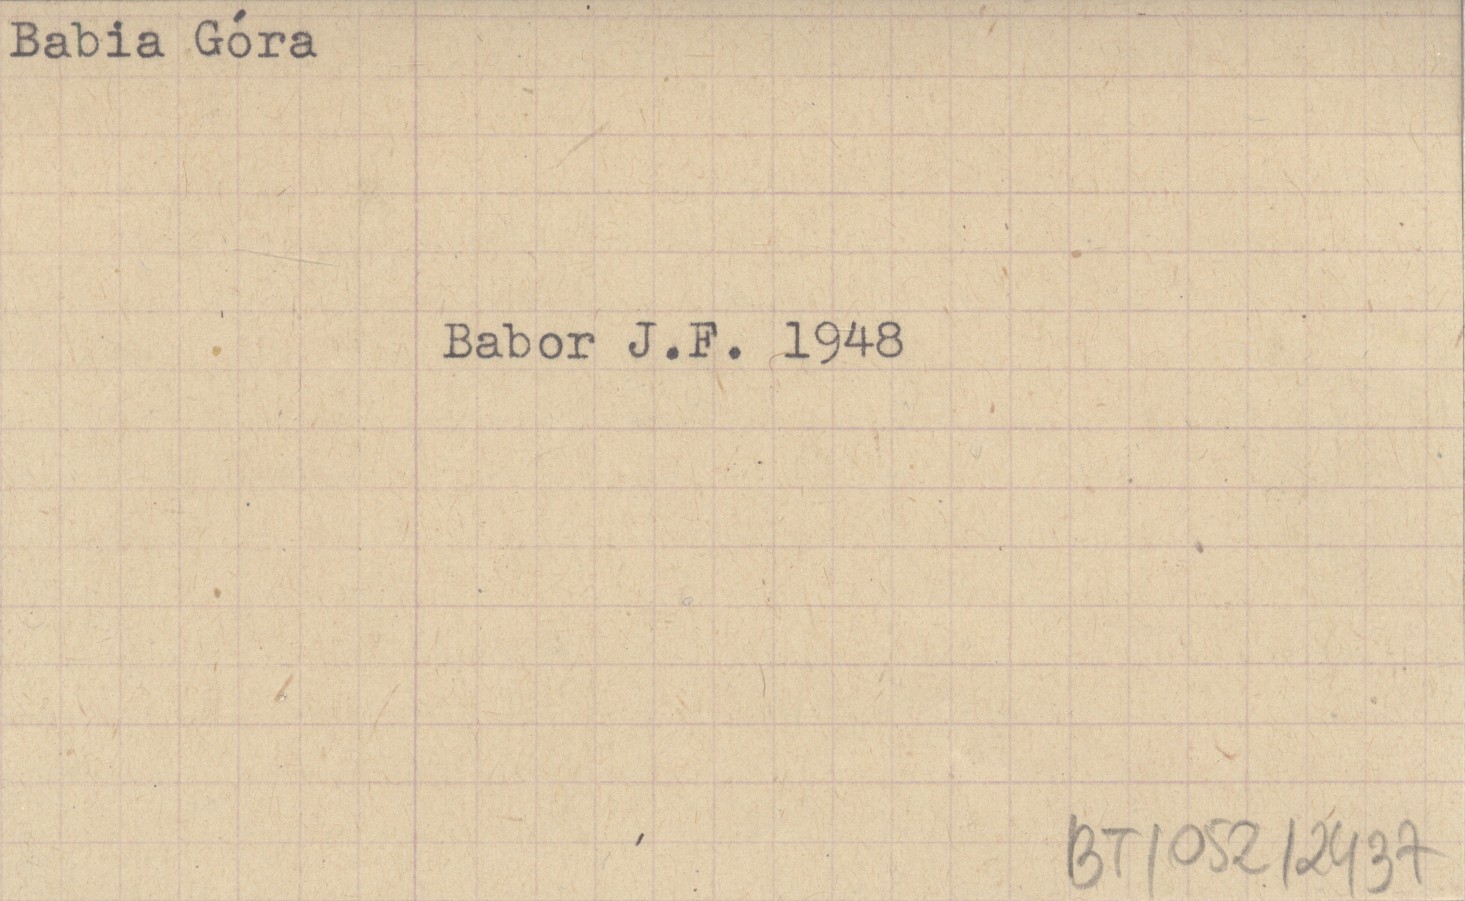 Babia Góra
Babor J.F. 1948
BT/052/2437